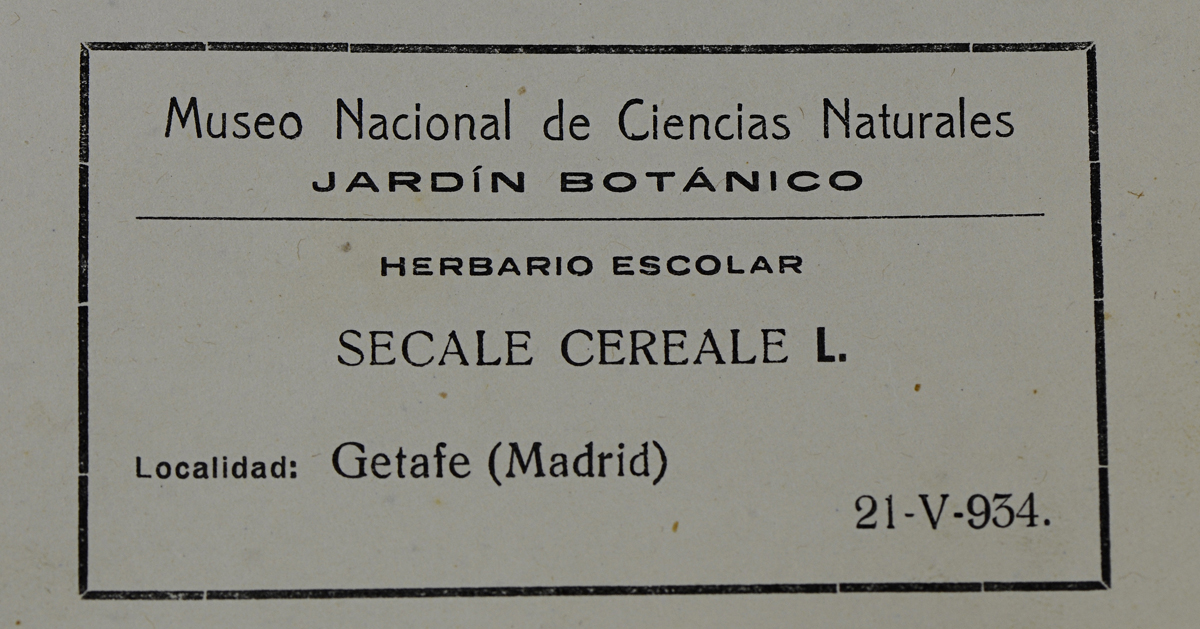 Museo Nacional de Ciencias Naturales
JARDÍN BOTÁNICO
HERBARIO ESCOLAR
SECALE CEREALE L.
Localidad: Getafe (Madrid)
21-V-934.